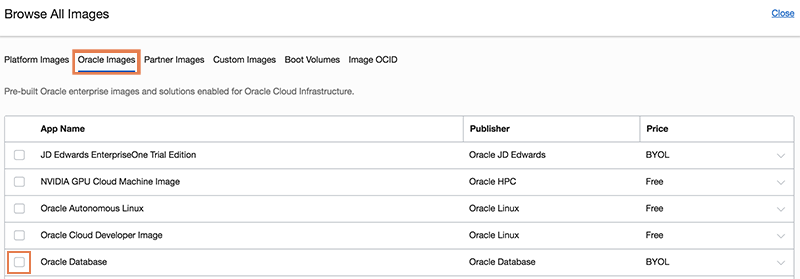 Browse All Images Close
Platform Images Oracle Images Partner Images Custom Images Boot Volumes Image OCID
Pre-built Oracle enterprise images and solutions enabled for Oracle Cloud Infrastructure.
App Name Publisher Price
JD Edwards EnterpriseOne Trial Edition Oracle JD Edwards BYOL
NVIDIA GPU Cloud Machine Image Oracle HPC Free
Oracle Autonomous Linux Oracle Linux Free
Oracle Cloud Developer Image Oracle Linux Free
Oracle Database Oracle Database BYOL